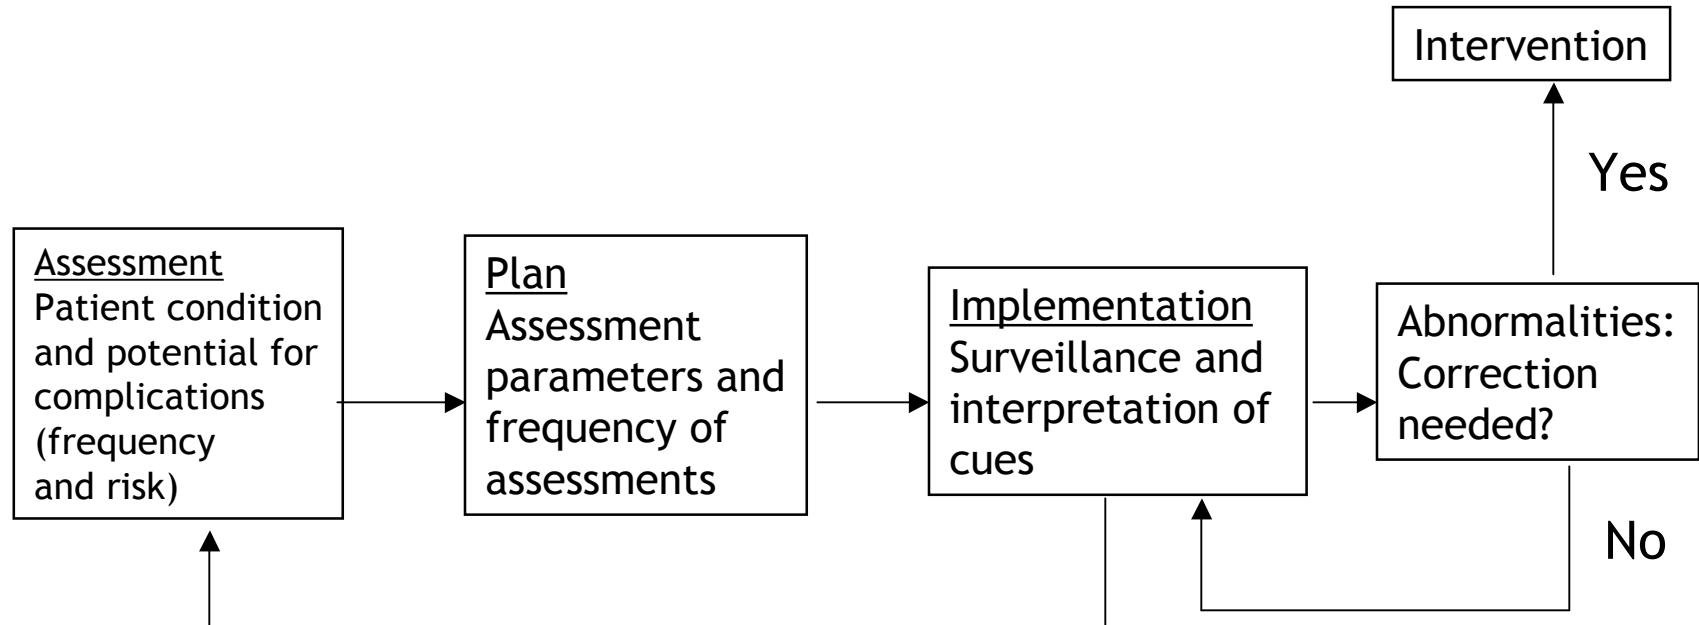 Intervention
Yes
Assessment
Patient condition
and potential for
complications
(frequency
and risk)
Plan
Assessment
parameters and
frequency of
assessments
Implementation
Surveillance and
interpretation of
cues
Abnormalities:
Correction
needed?
No